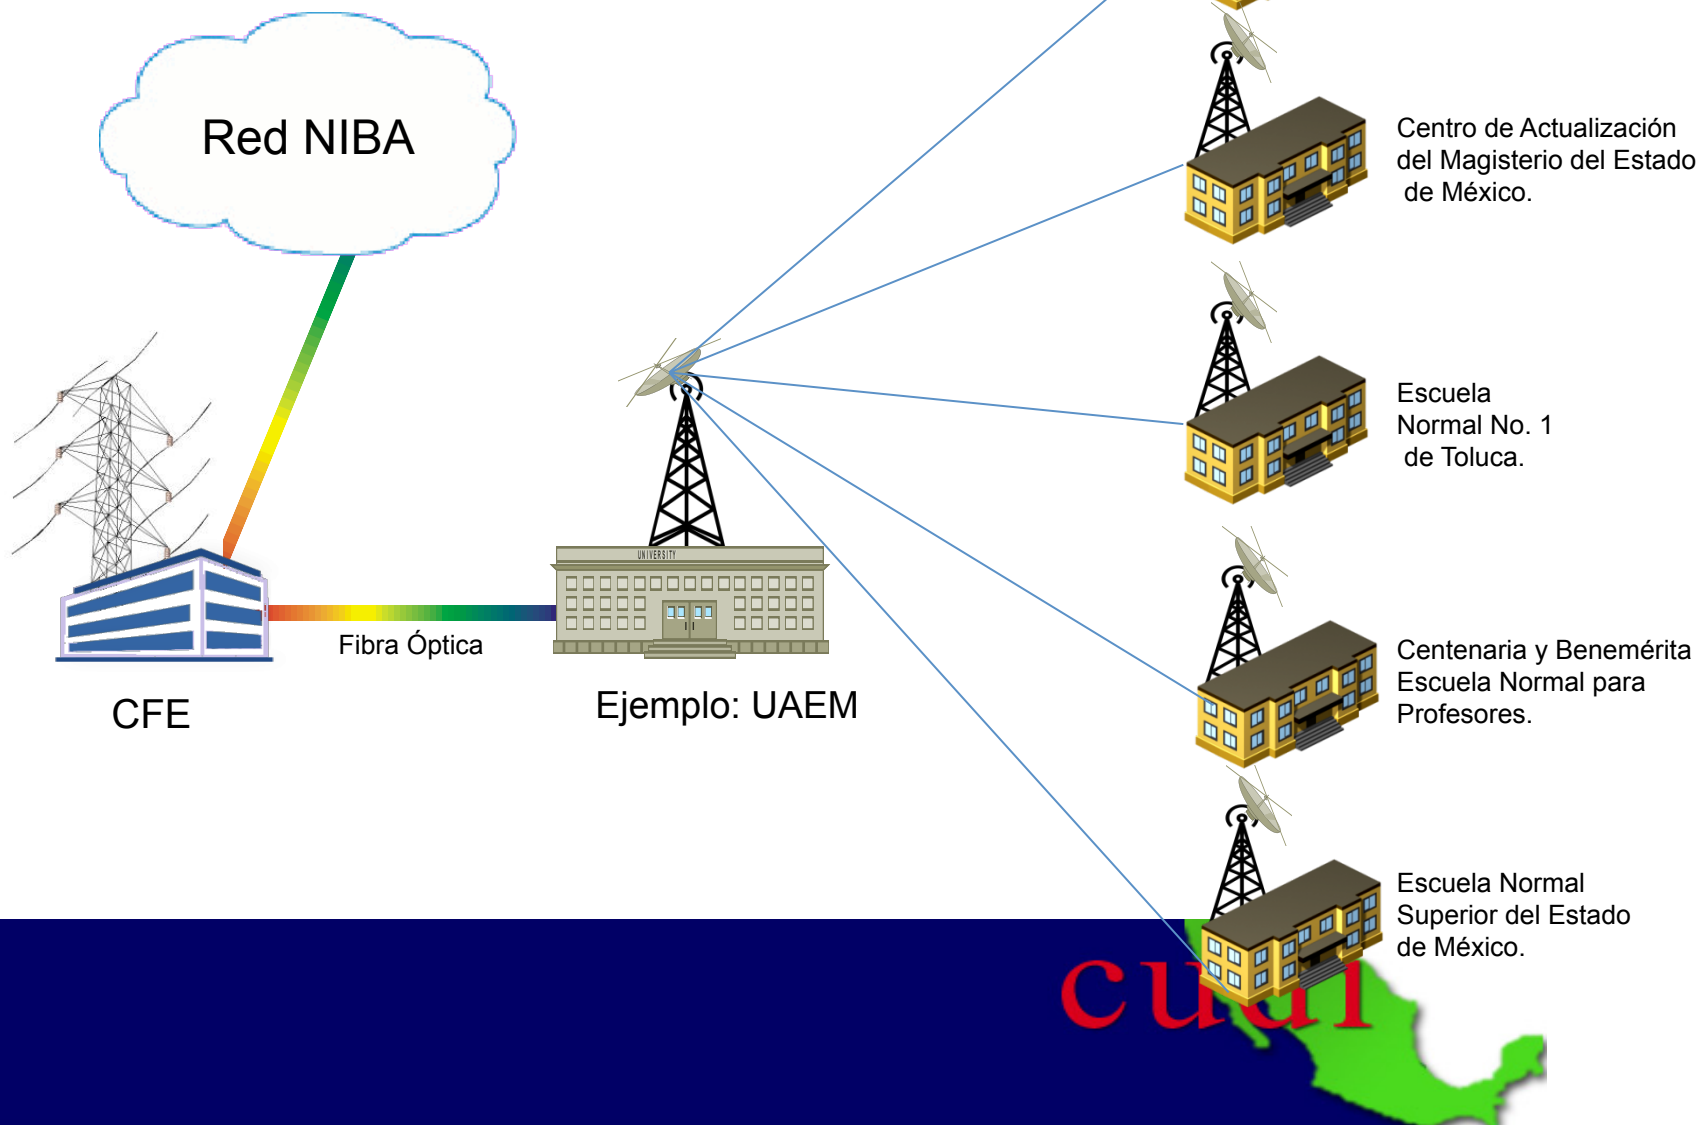 Red NIBA
Centro de Actualización
del Magisterio del Estado
de México.
Escuela
Normal No. 1
de Toluca.
UNIVERSITY
Fibra Óptica
CFE
Ejemplo: UAEM
Centenaria y Benemérita
Escuela Normal para
Profesores.
Escuela Normal
Superior del Estado
de México.
cudi